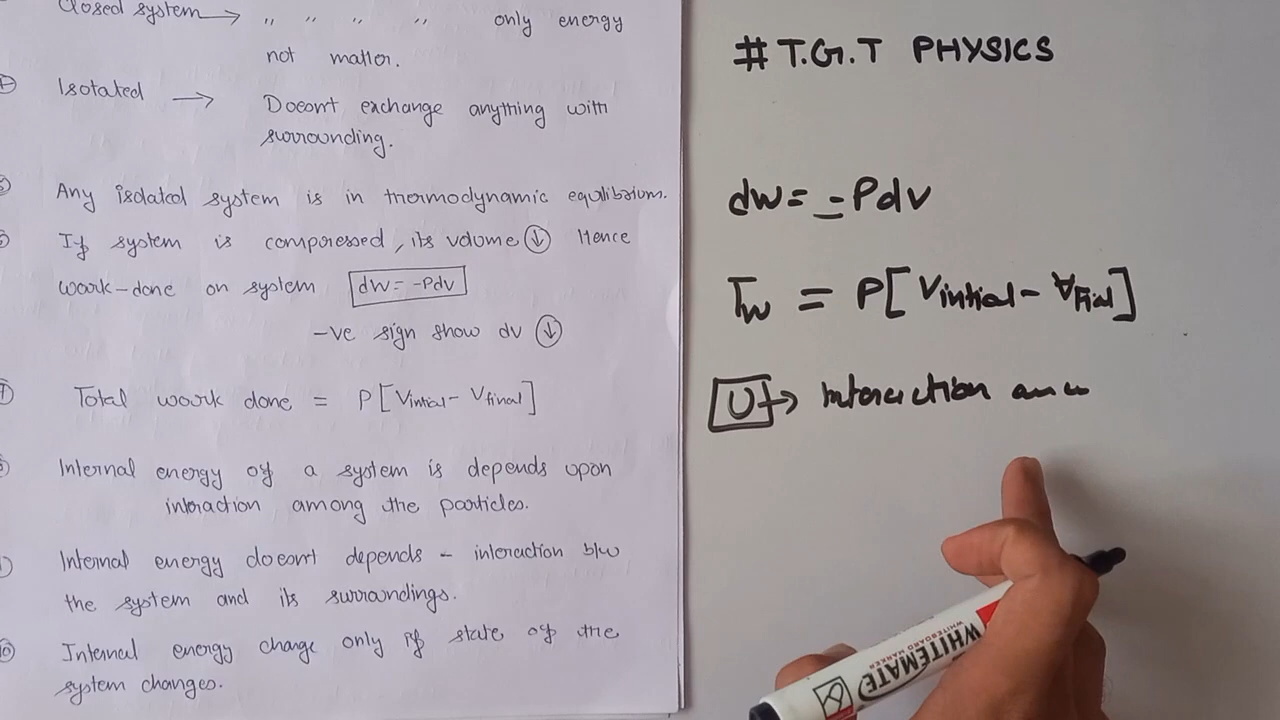 Closed system → " " " " only energy
not matter.
Isolated → Doesn't exchange anything with
surrounding.
Any isolated system is in thermodynamic equilibrium.
If system is compressed, its volume ↓ Hence
work-done on system dw = -Pdv
-ve sign show dv ↓
Total work done = P[Vintial - Vfinal]
Internal energy of a system is depends upon
interaction among the particles.
Internal energy doesn't depends - interaction b/w
the system and its surroundings.
10 Internal energy change only if state of the
system changes.
# T.G.T PHYSICS
dw = -Pdv
Tw = P[Vintial - VFial]
U → Interaction
WHITEMATE
WHITEBOARD MARKER